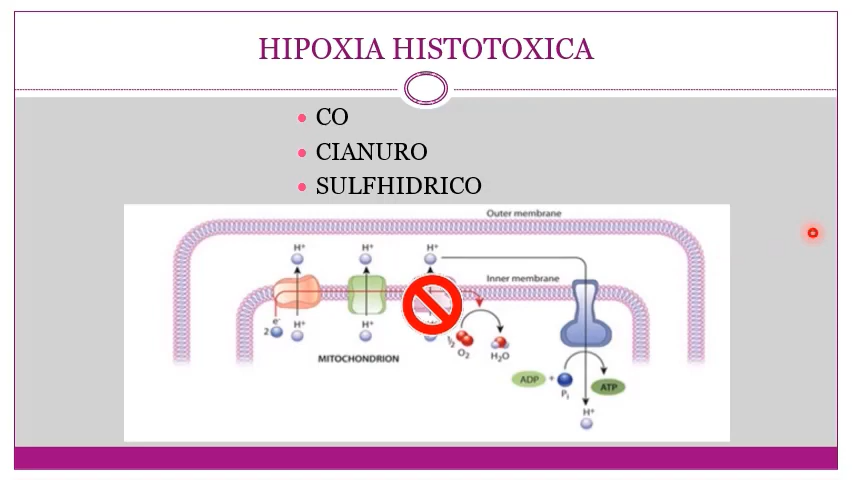 HIPOXIA HISTOTOXICA
CO
CIANURO
SULFHIDRICO
Outer membrane
H⁺ H⁺ H⁺
Inner membrane
e⁻
2 H⁺ H⁺
½ O₂ H₂O
MITOCHONDRION
ADP + Pᵢ ATP
H⁺